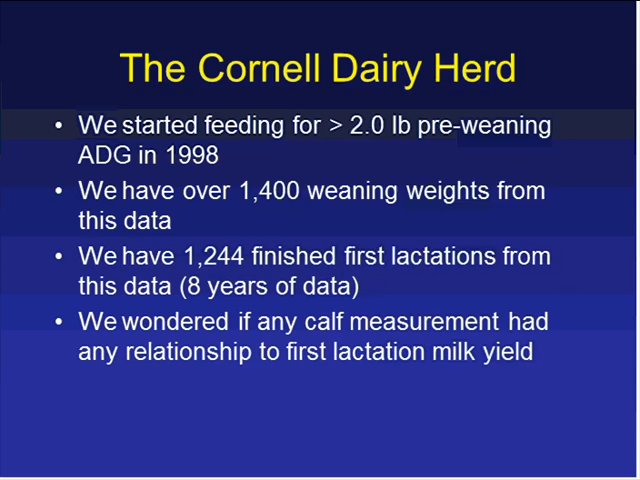 The Cornell Dairy Herd
• We started feeding for > 2.0 lb pre-weaning
ADG in 1998
• We have over 1,400 weaning weights from
this data
• We have 1,244 finished first lactations from
this data (8 years of data)
• We wondered if any calf measurement had
any relationship to first lactation milk yield